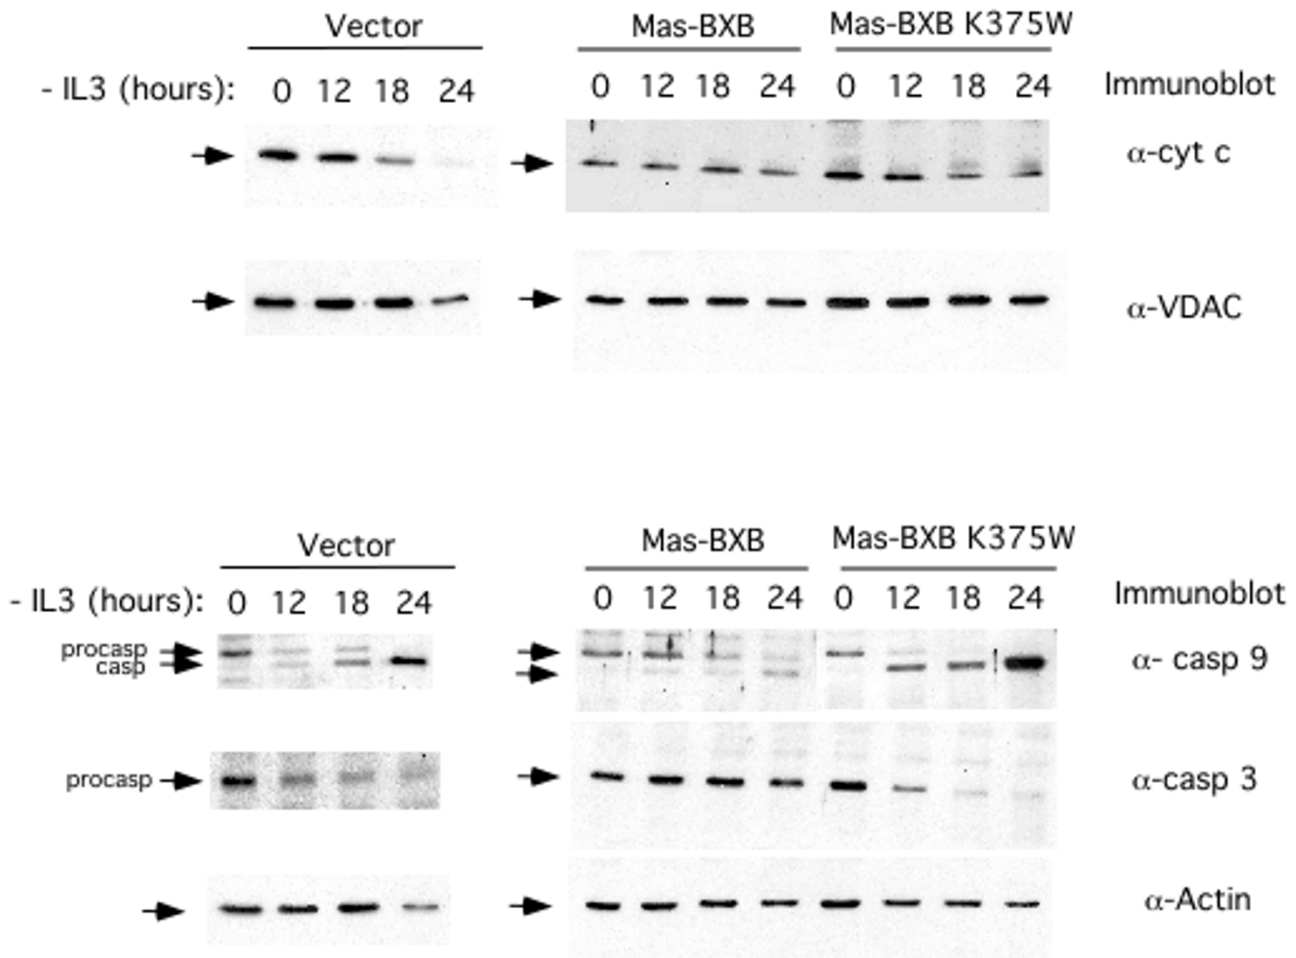 Vector Mas-BXB Mas-BXB K375W
- IL3 (hours): 0 12 18 24 0 12 18 24 0 12 18 24 Immunoblot
α-cyt c
α-VDAC
Vector Mas-BXB Mas-BXB K375W
- IL3 (hours): 0 12 18 24 0 12 18 24 0 12 18 24 Immunoblot
procasp
casp
α- casp 9
procasp α-casp 3
α-Actin